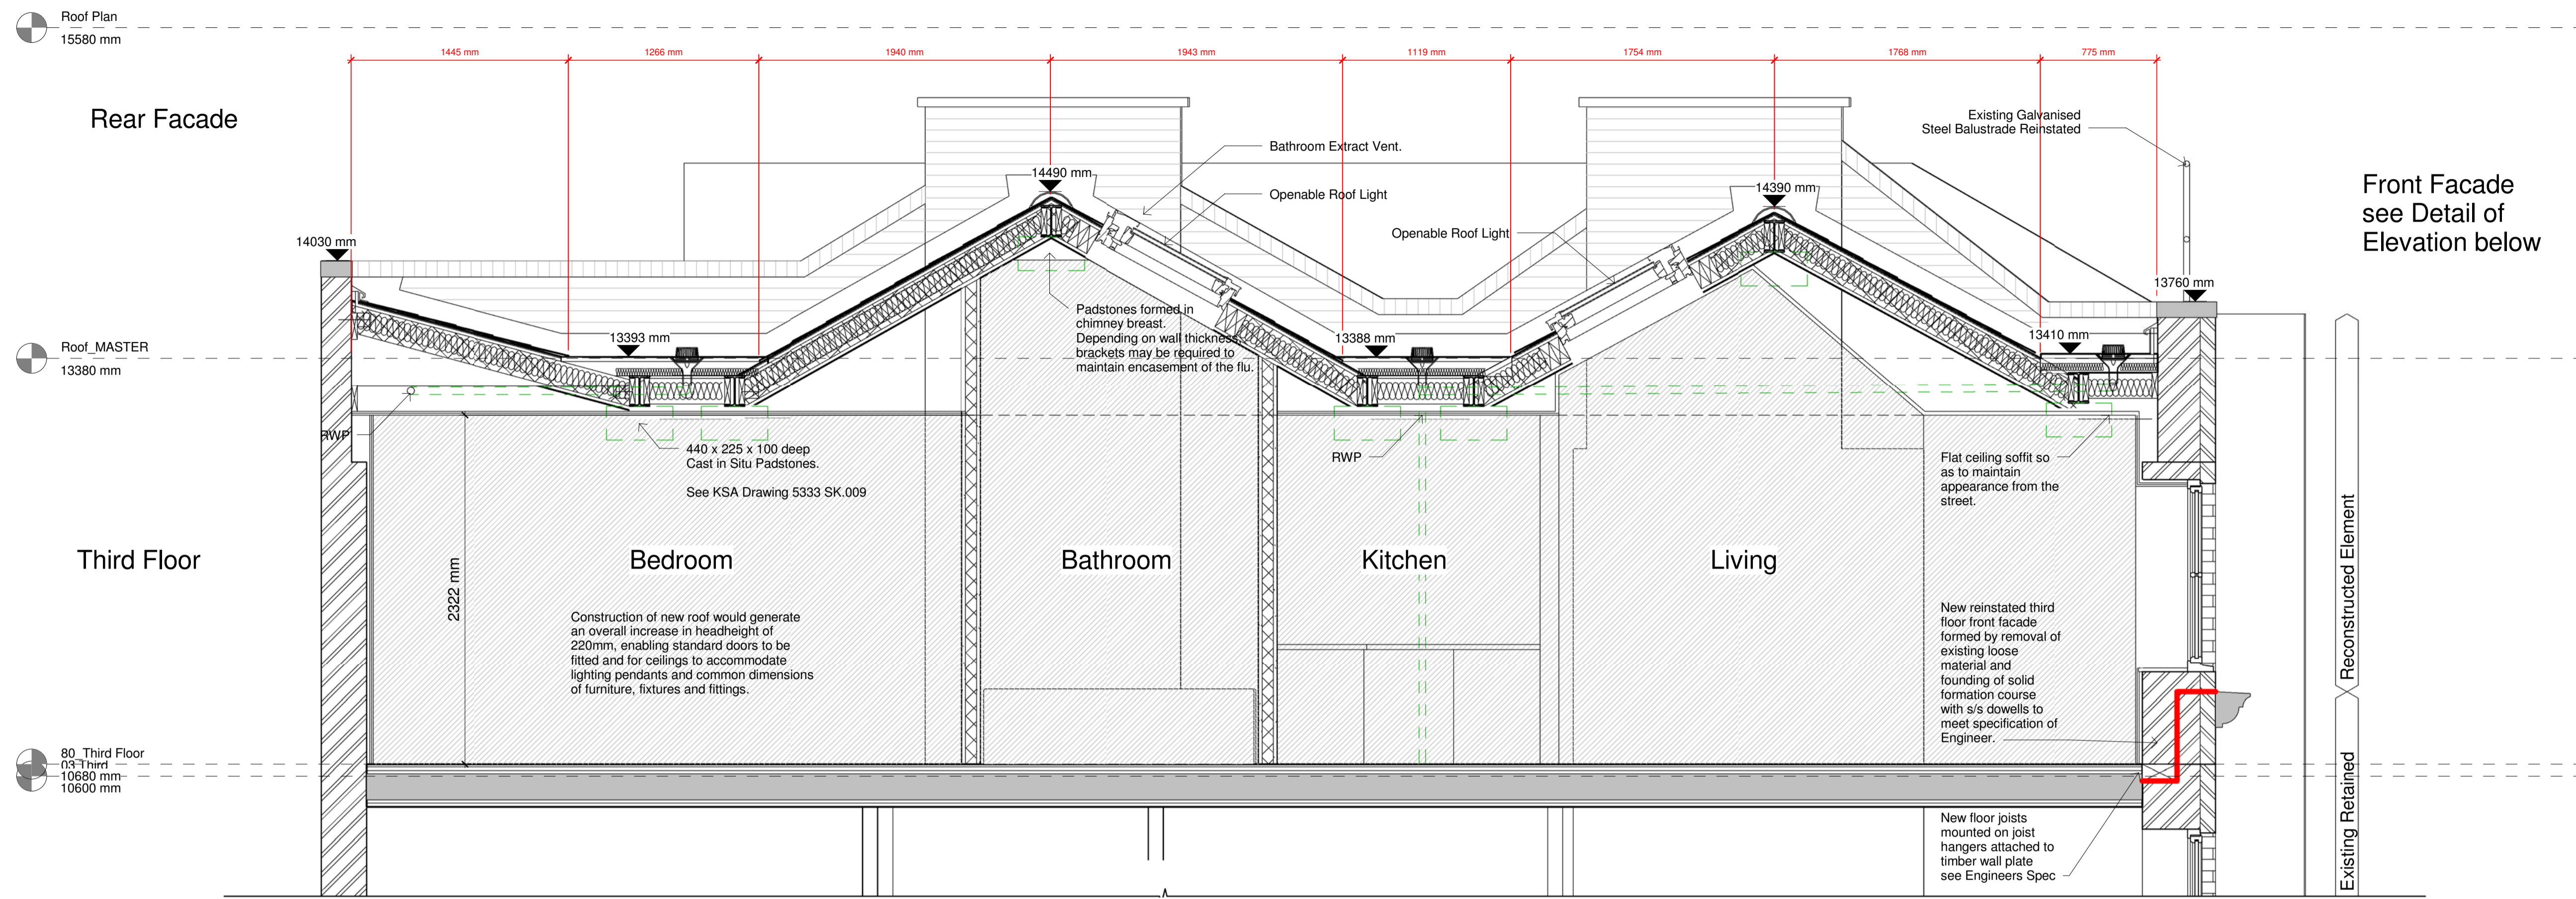 Roof Plan
15580 mm
1445 mm
1266 mm
1940 mm
1943 mm
1119 mm
1754 mm
1768 mm
775 mm
Rear Facade
Existing Galvanised
Steel Balustrade Reinstated
Bathroom Extract Vent.
Openable Roof Light
Openable Roof Light
14490 mm
14390 mm
Front Facade
see Detail of
Elevation below
14030 mm
13760 mm
Padstones formed in
chimney breast.
Depending on wall thickness,
brackets may be required to
maintain encasement of the flu.
13393 mm
13388 mm
13410 mm
Roof_MASTER
13380 mm
RWP
440 x 225 x 100 deep
Cast in Situ Padstones.
See KSA Drawing 5333 SK.009
RWP
Flat ceiling soffit so
as to maintain
appearance from the
street.
Third Floor
2322 mm
Bedroom
Bathroom
Kitchen
Living
Construction of new roof would generate
an overall increase in headheight of
220mm, enabling standard doors to be
fitted and for ceilings to accommodate
lighting pendants and common dimensions
of furniture, fixtures and fittings.
New reinstated third
floor front facade
formed by removal of
existing loose
material and
founding of solid
formation course
with s/s dowells to
meet specification of
Engineer.
Reconstructed Element
Existing Retained
80_Third Floor
03 Third
10680 mm
10600 mm
New floor joists
mounted on joist
hangers attached to
timber wall plate
see Engineers Spec